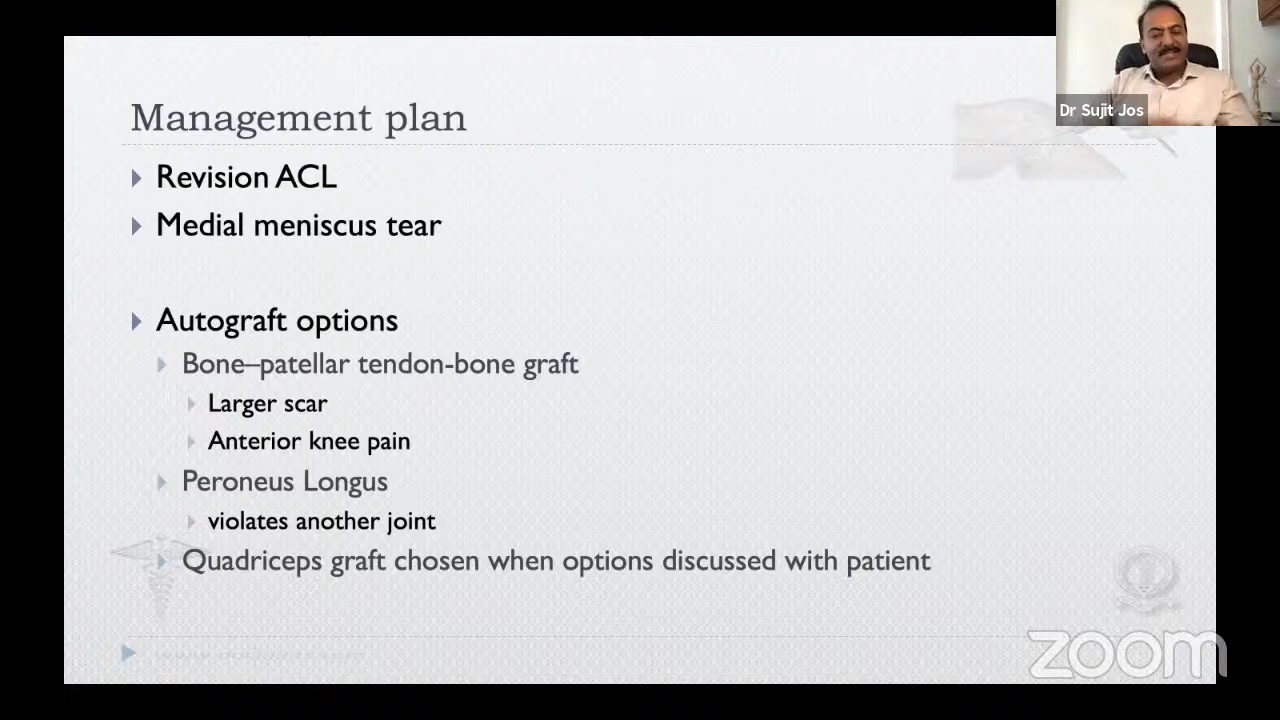 Dr Sujit Jos
Management plan
Revision ACL
Medial meniscus tear
Autograft options
Bone–patellar tendon-bone graft
Larger scar
Anterior knee pain
Peroneus Longus
violates another joint
Quadriceps graft chosen when options discussed with patient
zoom